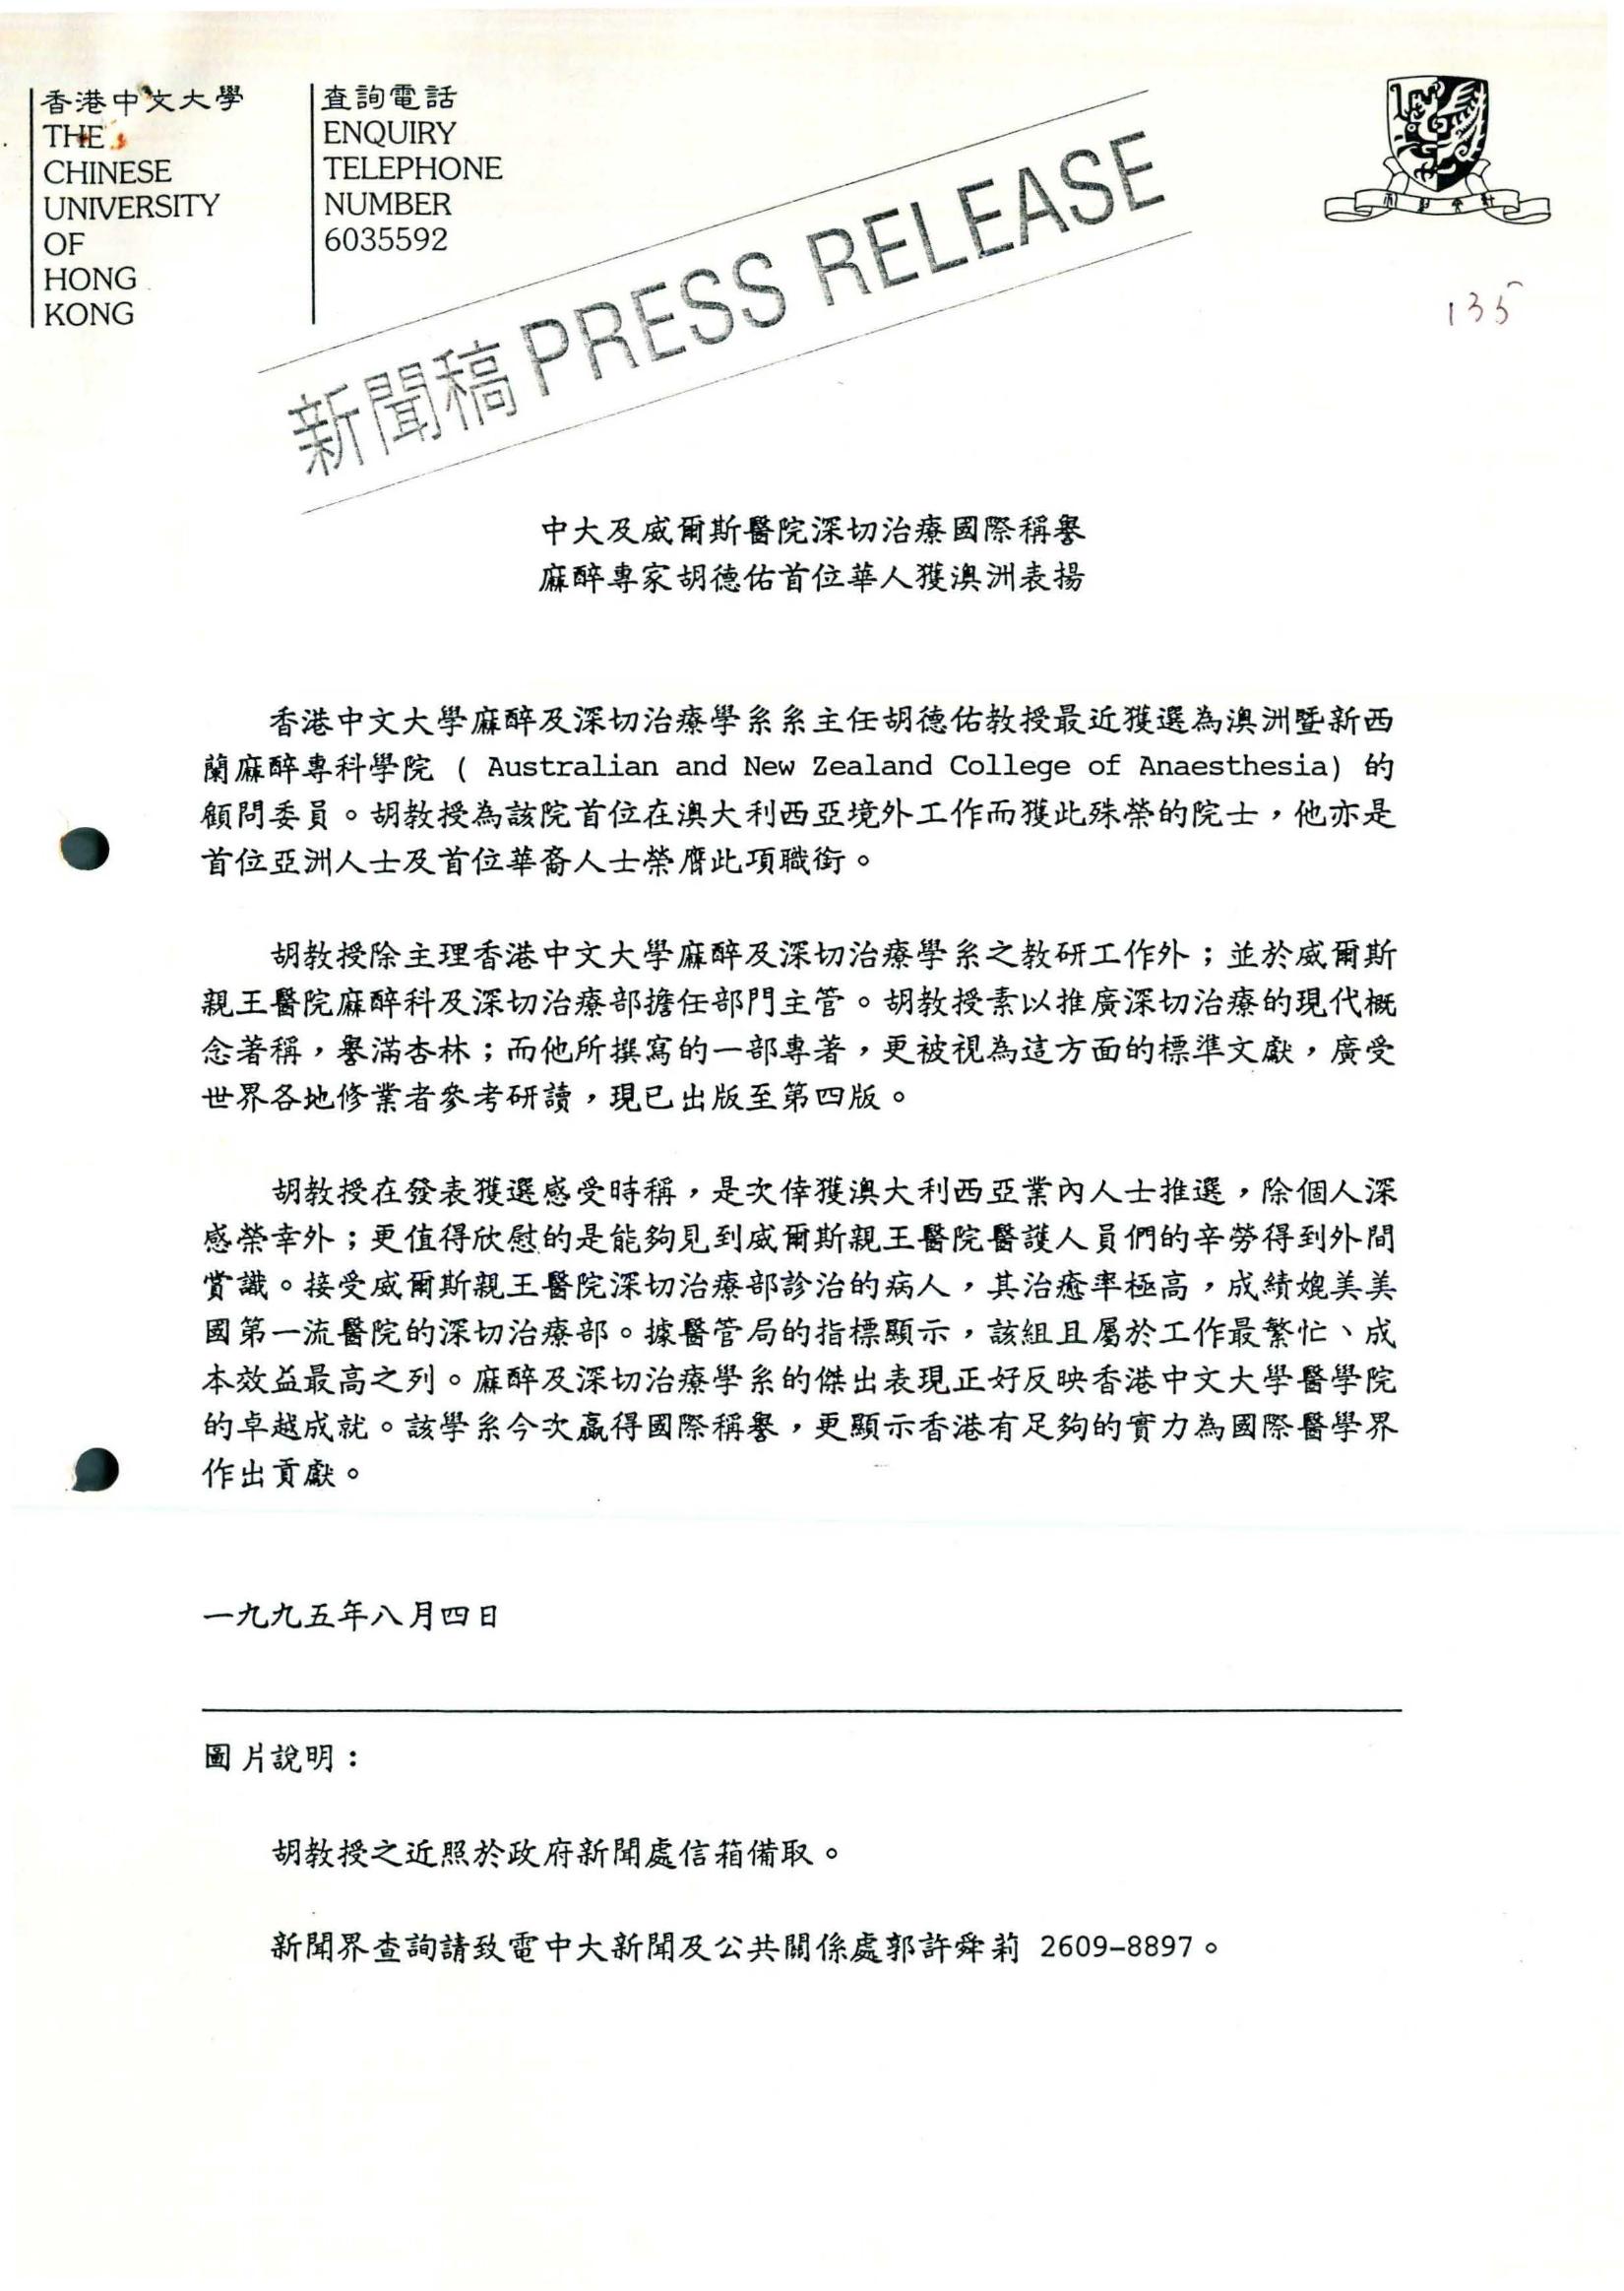 香港中文大學
THE
CHINESE
UNIVERSITY
OF
HONG
KONG
查詢電話
ENQUIRY
TELEPHONE
NUMBER
6035592
新聞稿 PRESS RELEASE
135
中大及威爾斯醫院深切治療國際稱譽
麻醉專家胡德佑首位華人獲澳洲表揚
香港中文大學麻醉及深切治療學系系主任胡德佑教授最近獲選為澳洲暨新西
蘭麻醉專科學院 ( Australian and New Zealand College of Anaesthesia) 的
顧問委員。胡教授為該院首位在澳大利西亞境外工作而獲此殊榮的院士，他亦是
首位亞洲人士及首位華裔人士榮膺此項職銜。
胡教授除主理香港中文大學麻醉及深切治療學系之教研工作外；並於威爾斯
親王醫院麻醉科及深切治療部擔任部門主管。胡教授素以推廣深切治療的現代概
念著稱，譽滿杏林；而他所撰寫的一部專著，更被視為這方面的標準文獻，廣受
世界各地修業者參考研讀，現已出版至第四版。
胡教授在發表獲選感受時稱，是次倖獲澳大利西亞業內人士推選，除個人深
感榮幸外；更值得欣慰的是能夠見到威爾斯親王醫院醫護人員們的辛勞得到外間
賞識。接受威爾斯親王醫院深切治療部診治的病人，其治癒率極高，成績媲美美
國第一流醫院的深切治療部。據醫管局的指標顯示，該組且屬於工作最繁忙、成
本效益最高之列。麻醉及深切治療學系的傑出表現正好反映香港中文大學醫學院
的卓越成就。該學系今次贏得國際稱譽，更顯示香港有足夠的實力為國際醫學界
作出貢獻。
一九九五年八月四日
圖片說明：
胡教授之近照於政府新聞處信箱備取。
新聞界查詢請致電中大新聞及公共關係處郭許舜莉 2609-8897。